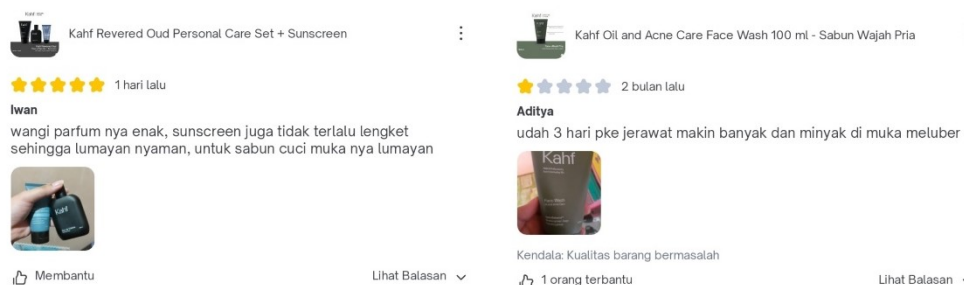 Kahf Revered Oud Personal Care Set + Sunscreen
1 hari lalu
Iwan
wangi parfum nya enak, sunscreen juga tidak terlalu lengket
sehingga lumayan nyaman, untuk sabun cuci muka nya lumayan
Kahf
Membantu
Lihat Balasan
Kahf Oil and Acne Care Face Wash 100 ml - Sabun Wajah Pria
2 bulan lalu
Aditya
udah 3 hari pke jerawat makin banyak dan minyak di muka meluber
Kahf
Face Wash
Kendala: Kualitas barang bermasalah
1 orang terbantu
Lihat Balasan